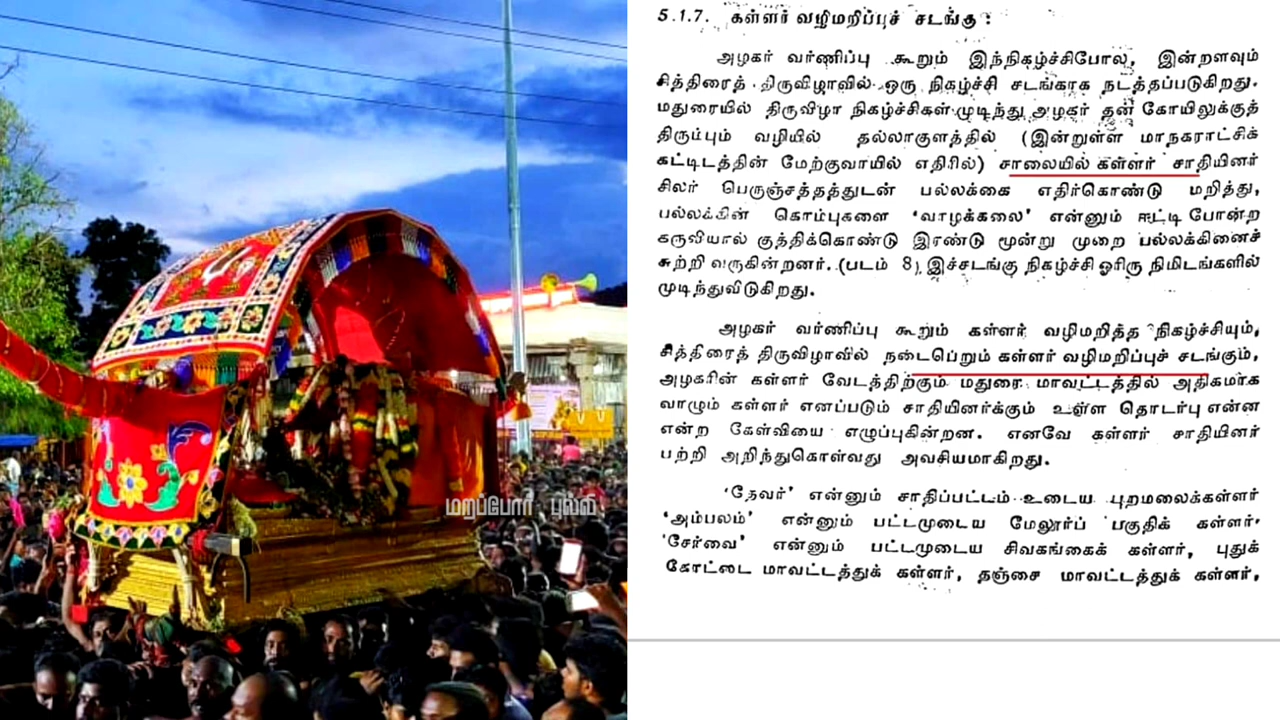 மறப்போர் புலி
5.1.7. கள்ளர் வழிமறிப்புச் சடங்கு :
அழகர் வர்ணிப்பு கூறும் இந்நிகழ்ச்சிபோல, இன்றளவும்
சித்திரைத் திருவிழாவில் ஒரு நிகழ்ச்சி சடங்காக நடத்தப்படுகிறது.
மதுரையில் திருவிழா நிகழ்ச்சிகள் முடிந்து அழகர் தன் கோயிலுக்குத்
திரும்பும் வழியில் தல்லாகுளத்தில் (இன்றுள்ள மாநகராட்சிக்
கட்டிடத்தின் மேற்குவாயில் எதிரில்) சாலையில் கள்ளர் சாதியினர்
சிலர் பெருஞ்சத்தத்துடன் பல்லக்கை எதிர்கொண்டு மறித்து,
பல்லக்கின் கொம்புகளை ‘வாழக்கலை’ என்னும் ஈட்டி போன்ற
கருவியால் குத்திக்கொண்டு இரண்டு மூன்று முறை பல்லக்கினைச்
சுற்றி வருகின்றனர். (படம் 8) இச்சடங்கு நிகழ்ச்சி ஓரிரு நிமிடங்களில்
முடிந்துவிடுகிறது.
அழகர் வர்ணிப்பு கூறும் கள்ளர் வழிமறித்த நிகழ்ச்சியும்,
சித்திரைத் திருவிழாவில் நடைபெறும் கள்ளர் வழிமறிப்புச் சடங்கும்,
அழகரின் கள்ளர் வேடத்திற்கும் மதுரை மாவட்டத்தில் அதிகமாக
வாழும் கள்ளர் எனப்படும் சாதியினர்க்கும் உள்ள தொடர்பு என்ன
என்ற கேள்வியை எழுப்புகின்றன. எனவே கள்ளர் சாதியினர்
பற்றி அறிந்துகொள்வது அவசியமாகிறது.
‘தேவர்’ என்னும் சாதிப்பட்டம் உடைய புறமலைக்கள்ளர்
‘அம்பலம்’ என்னும் பட்டமுடைய மேலூர்ப் பகுதிக் கள்ளர்
‘சேர்வை’ என்னும் பட்டமுடைய சிவகங்கைக் கள்ளர், புதுக்
கோட்டை மாவட்டத்துக் கள்ளர், தஞ்சை மாவட்டத்துக் கள்ளர்,